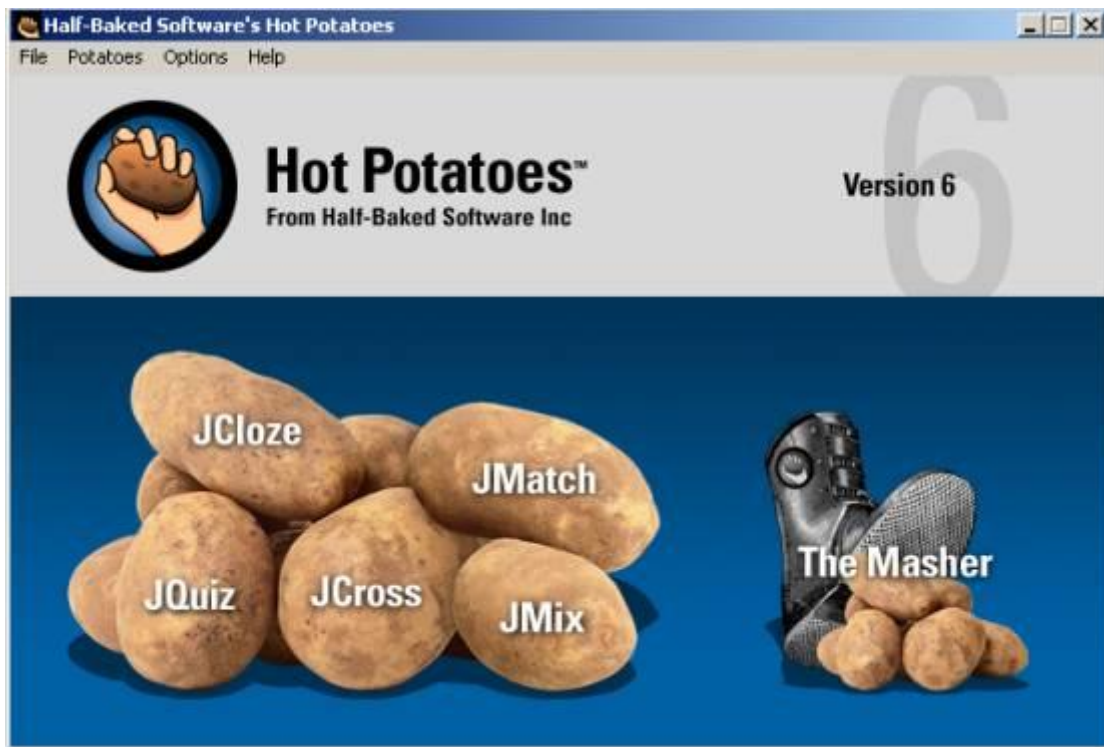 Half-Baked Software's Hot Potatoes
File Potatoes Options Help
6
Hot Potatoes™
From Half-Baked Software Inc
Version 6
JCloze
JMatch
JQuiz
JCross
JMix
The Masher